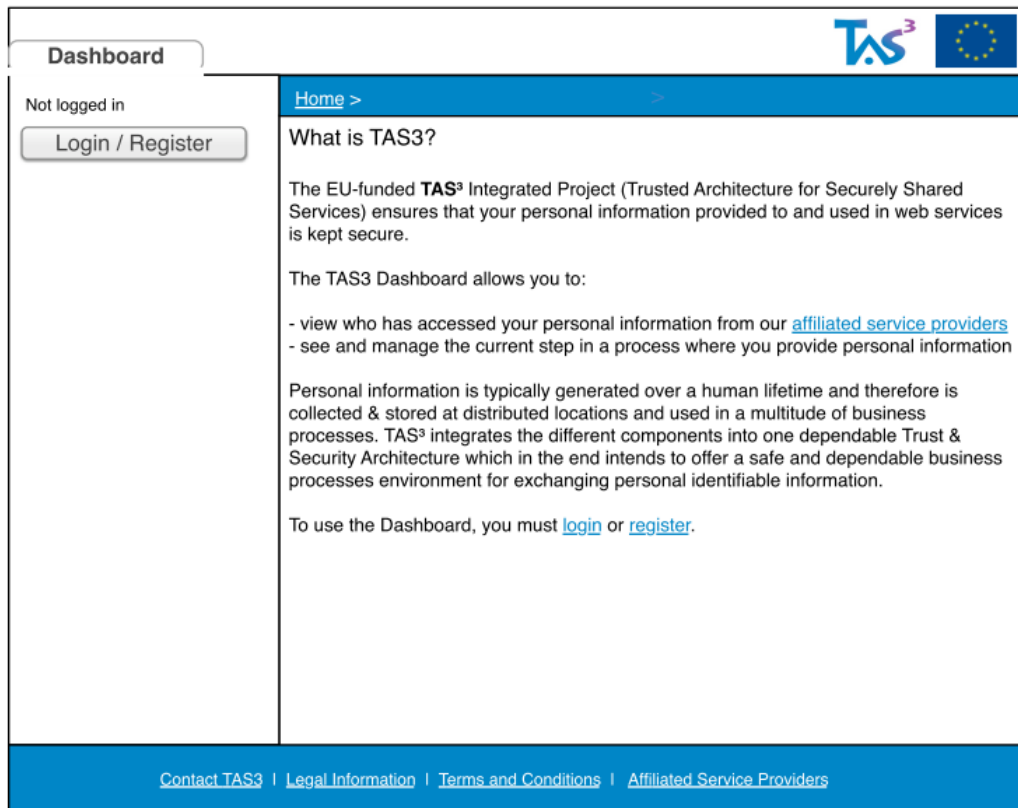 TAS³
Dashboard
Not logged in
Login / Register
Home >
>
What is TAS3?
The EU-funded TAS³ Integrated Project (Trusted Architecture for Securely Shared
Services) ensures that your personal information provided to and used in web services
is kept secure.
The TAS3 Dashboard allows you to:
- view who has accessed your personal information from our affiliated service providers
- see and manage the current step in a process where you provide personal information
Personal information is typically generated over a human lifetime and therefore is
collected & stored at distributed locations and used in a multitude of business
processes. TAS³ integrates the different components into one dependable Trust &
Security Architecture which in the end intends to offer a safe and dependable business
processes environment for exchanging personal identifiable information.
To use the Dashboard, you must login or register.
Contact TAS3 | Legal Information | Terms and Conditions | Affiliated Service Providers